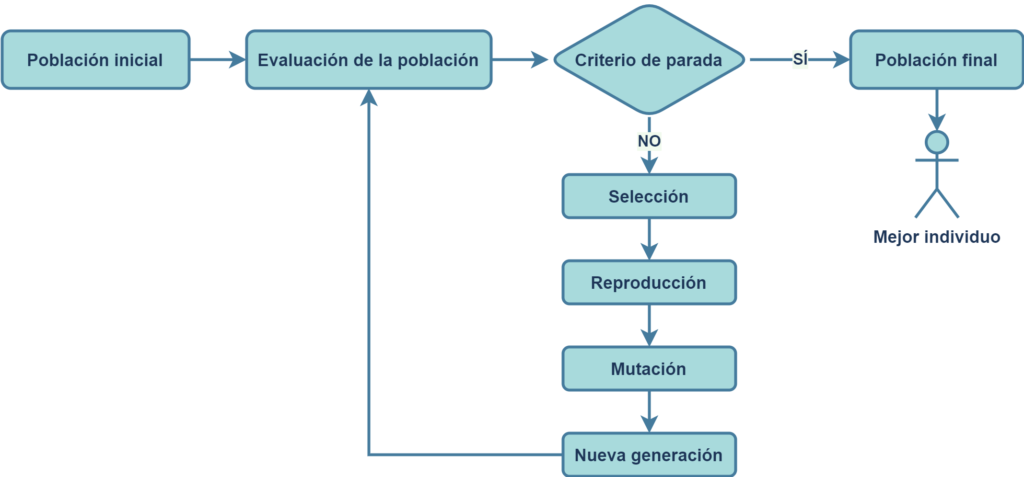 Población inicial
Evaluación de la población
Criterio de parada
SÍ
Población final
NO
Selección
Mejor individuo
Reproducción
Mutación
Nueva generación